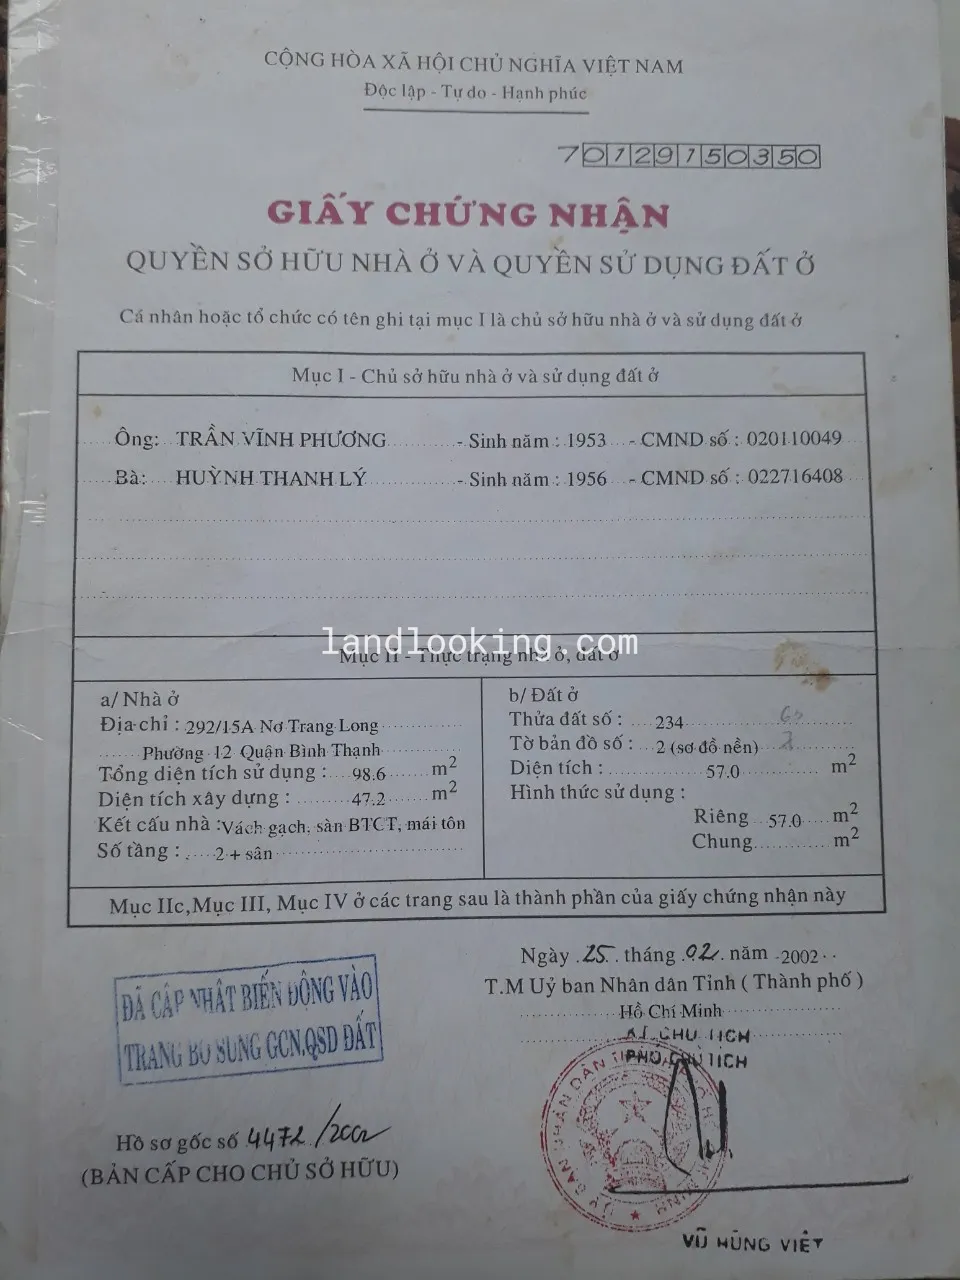 CỘNG HÒA XÃ HỘI CHỦ NGHĨA VIỆT NAM
Độc lập - Tự do - Hạnh phúc
70129150350
GIẤY CHỨNG NHẬN
QUYỀN SỞ HỮU NHÀ Ở VÀ QUYỀN SỬ DỤNG ĐẤT Ở
Cá nhân hoặc tổ chức có tên ghi tại mục I là chủ sở hữu nhà ở và sử dụng đất ở
Mục I - Chủ sở hữu nhà ở và sử dụng đất ở
Ông: TRẦN VĨNH PHƯƠNG - Sinh năm : 1953 - CMND số : 020110049
Bà: HUỲNH THANH LÝ - Sinh năm : 1956 - CMND số : 022716408
landlooking.com
Mục II - Thực trạng nhà ở, đất ở
a/ Nhà ở
Địa chỉ : 292/15A Nơ Trang Long
Phường 12 Quận Bình Thạnh
Tổng diện tích sử dụng : 98.6 m2
Diện tích xây dựng : 47.2 m2
Kết cấu nhà : Vách gạch, sàn BTCT, mái tôn
Số tầng : 2 + sân
b/ Đất ở
Thửa đất số : 234
Tờ bản đồ số : 2 (sơ đồ nền)
Diện tích : 57.0 m2
Hình thức sử dụng :
Riêng 57.0 m2
Chung m2
Mục IIc, Mục III, Mục IV ở các trang sau là thành phần của giấy chứng nhận này
Ngày 25 tháng 02 năm 2002
T.M Uỷ ban Nhân dân Tỉnh ( Thành phố )
Hồ Chí Minh
KT. CHỦ TỊCH
PHÓ CHỦ TỊCH
ĐÃ CẬP NHẬT BIẾN ĐỘNG VÀO
TRANG BỔ SUNG GCN.QSD ĐẤT
Hồ sơ gốc số 4472/2002
(BẢN CẤP CHO CHỦ SỞ HỮU)
VŨ HÙNG VIỆT